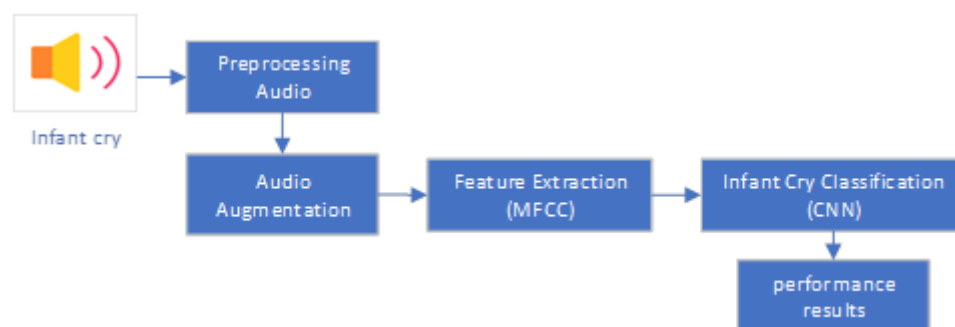 Preprocessing
Audio
Infant cry
Audio
Augmentation
Feature Extraction
(MFCC)
Infant Cry Classification
(CNN)
performance
results